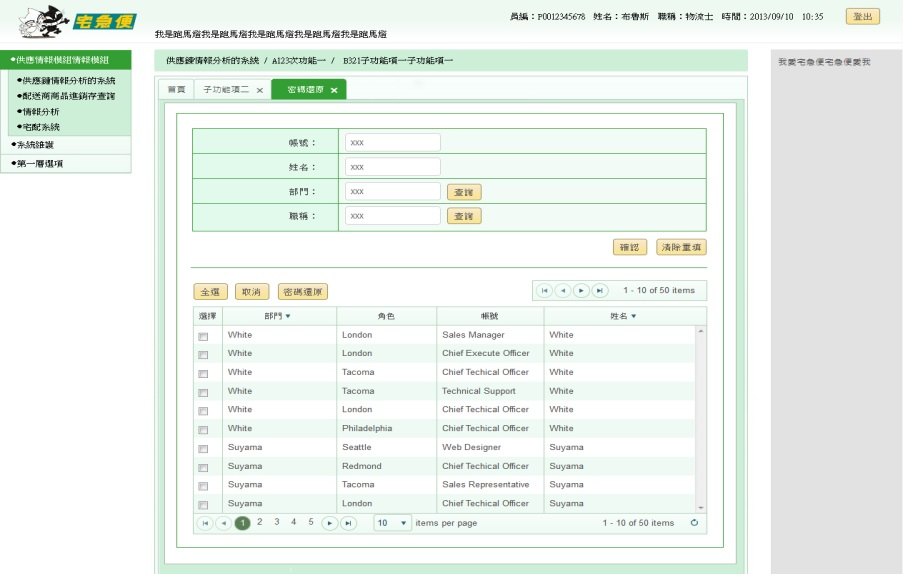 宅急便
員編：P0012345678 姓名：布魯斯 職稱：物流士 時間：2013/09/10 10:35 登出
我是跑馬燈我是跑馬燈我是跑馬燈我是跑馬燈我是跑馬燈
供應情報模組情報模組
供應鏈情報分析的系統
配送商商品進銷存查詢
情報分析
宅配系統
系統維護
第一層選項
供應鏈情報分析的系統 / A123次功能一 / B321子功能項一子功能項一
我愛宅急便宅急便愛我
首頁 子功能項二 × 密碼還原 ×
帳號： xxx
姓名： xxx
部門： xxx 查詢
職稱： xxx 查詢
確認 清除重填
全選 取消 密碼還原 1 - 10 of 50 items
選擇 部門 角色 帳號 姓名
White London Sales Manager White
White London Chief Execute Officer White
White Tacoma Chief Techical Officer White
White Tacoma Technical Support White
White London Chief Techical Officer White
White Philadelphia Chief Techical Officer White
Suyama Seattle Web Designer Suyama
Suyama Redmond Chief Techical Officer Suyama
Suyama Tacoma Sales Representative Suyama
Suyama London Chief Techical Officer Suyama
1 2 3 4 5 10 items per page 1 - 10 of 50 items